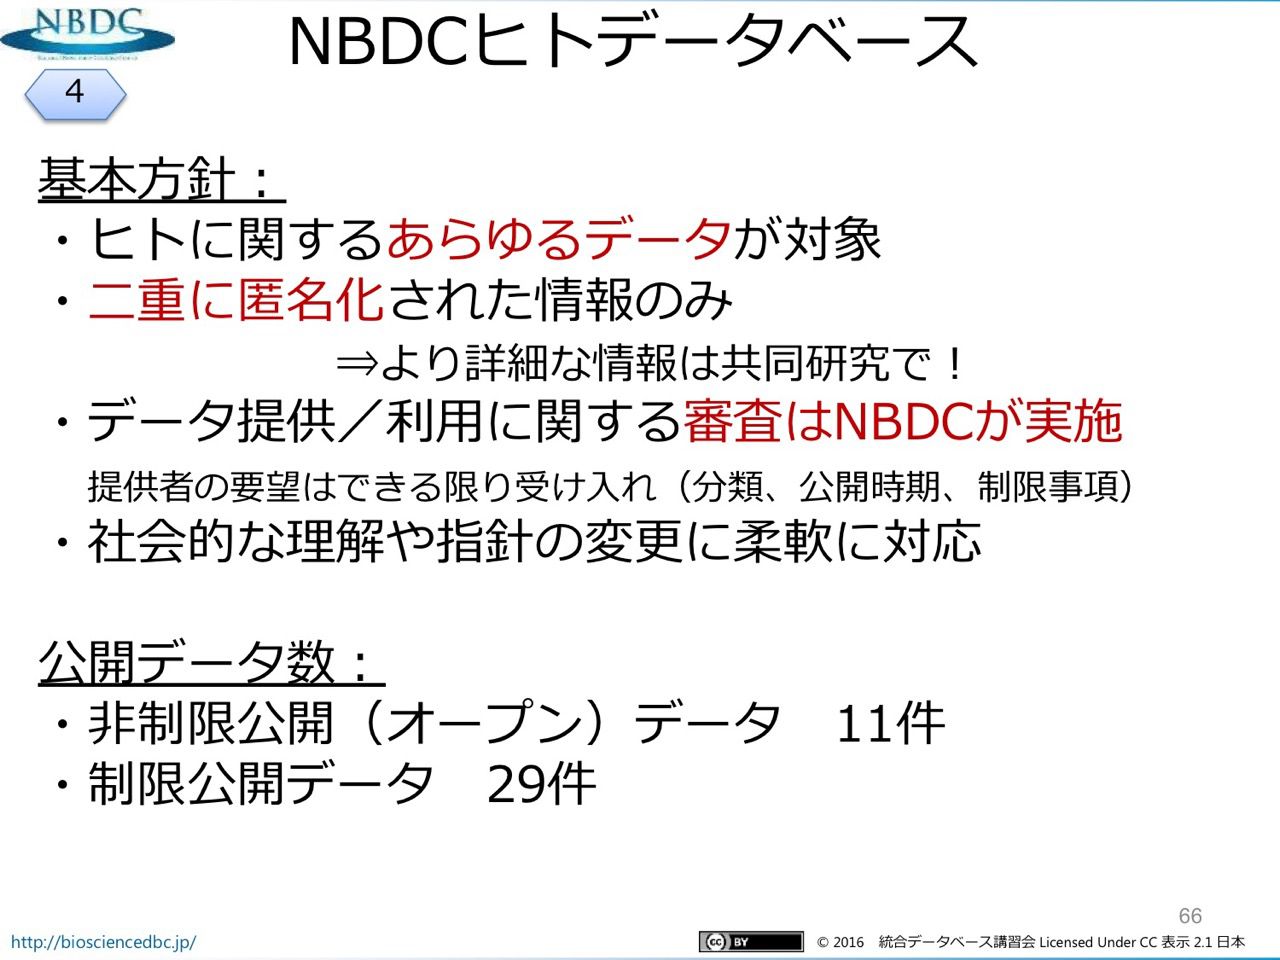 NBDC
NBDCヒトデータベース
4
基本方針：
・ヒトに関するあらゆるデータが対象
・二重に匿名化された情報のみ
⇒より詳細な情報は共同研究で！
・データ提供／利用に関する審査はNBDCが実施
提供者の要望はできる限り受け入れ（分類、公開時期、制限事項）
・社会的な理解や指針の変更に柔軟に対応
公開データ数：
・非制限公開（オープン）データ　11件
・制限公開データ　29件
66
http://biosciencedbc.jp/
cc BY
© 2016　統合データベース講習会 Licensed Under CC 表示 2.1 日本